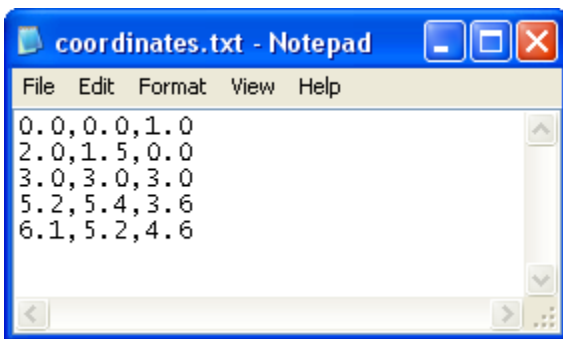 coordinates.txt - Notepad
File Edit Format View Help
0.0,0.0,1.0
2.0,1.5,0.0
3.0,3.0,3.0
5.2,5.4,3.6
6.1,5.2,4.6